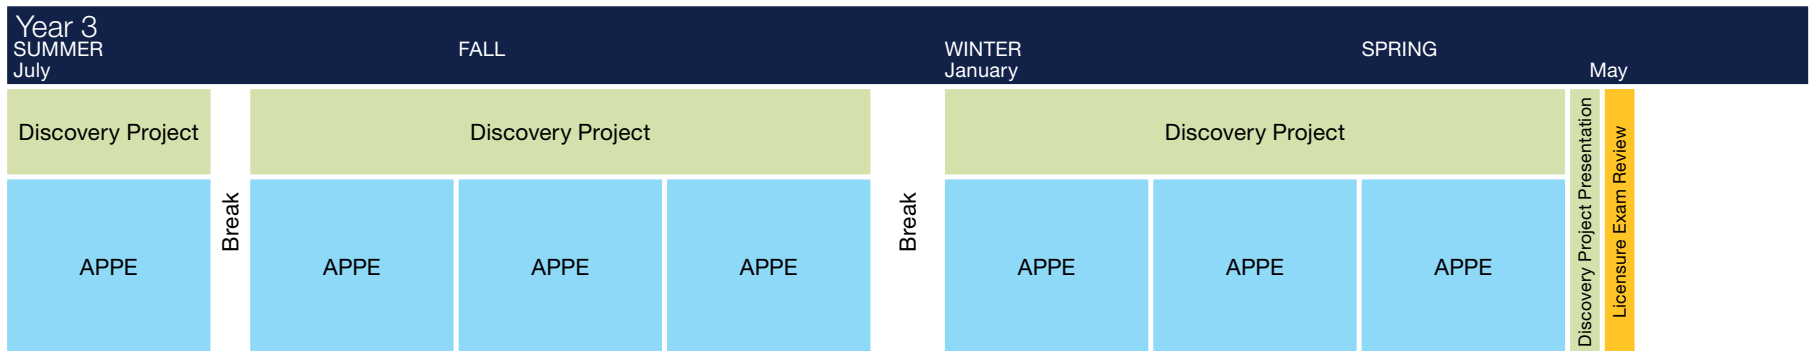 Year 3
SUMMER
FALL
WINTER
SPRING
July
January
May
Discovery Project
Discovery Project
Discovery Project
APPE
Break
APPE
APPE
APPE
Break
APPE
APPE
APPE
Discovery Project Presentation
Licensure Exam Review